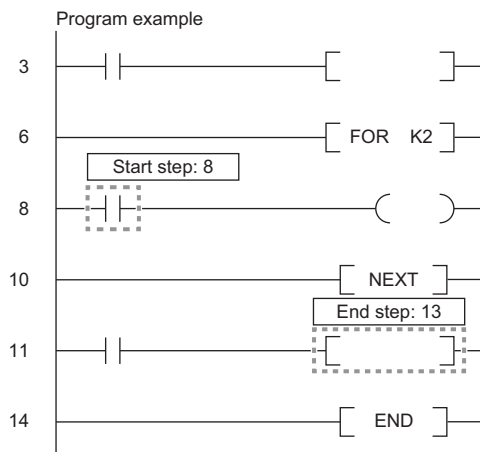 Program example
3
6 FOR K2
Start step: 8
8
10 NEXT
End step: 13
11
14 END